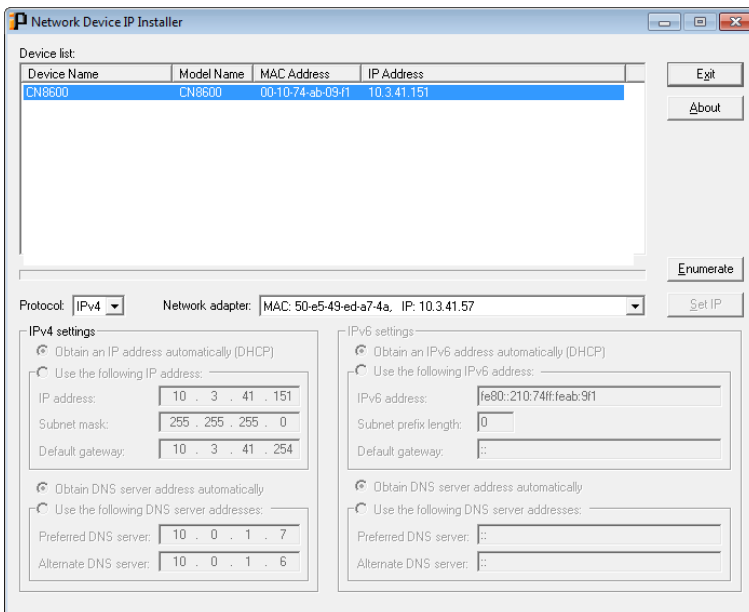 Network Device IP Installer
Device list:
Device Name Model Name MAC Address IP Address
CN8600 CN8600 00-10-74-ab-09-f1 10.3.41.151
Exit
About
Enumerate
Protocol: IPv4 Network adapter: MAC: 50-e5-49-ed-a7-4a, IP: 10.3.41.57 Set IP
IPv4 settings
Obtain an IP address automatically (DHCP)
Use the following IP address:
IP address: 10 . 3 . 41 . 151
Subnet mask: 255 . 255 . 255 . 0
Default gateway: 10 . 3 . 41 . 254
Obtain DNS server address automatically
Use the following DNS server addresses:
Preferred DNS server: 10 . 0 . 1 . 7
Alternate DNS server: 10 . 0 . 1 . 6
IPv6 settings
Obtain an IPv6 address automatically (DHCP)
Use the following IPv6 address:
IPv6 address: fe80::210:74ff:feab:9f1
Subnet prefix length: 0
Default gateway: ::
Obtain DNS server address automatically
Use the following DNS server addresses:
Preferred DNS server: ::
Alternate DNS server: ::